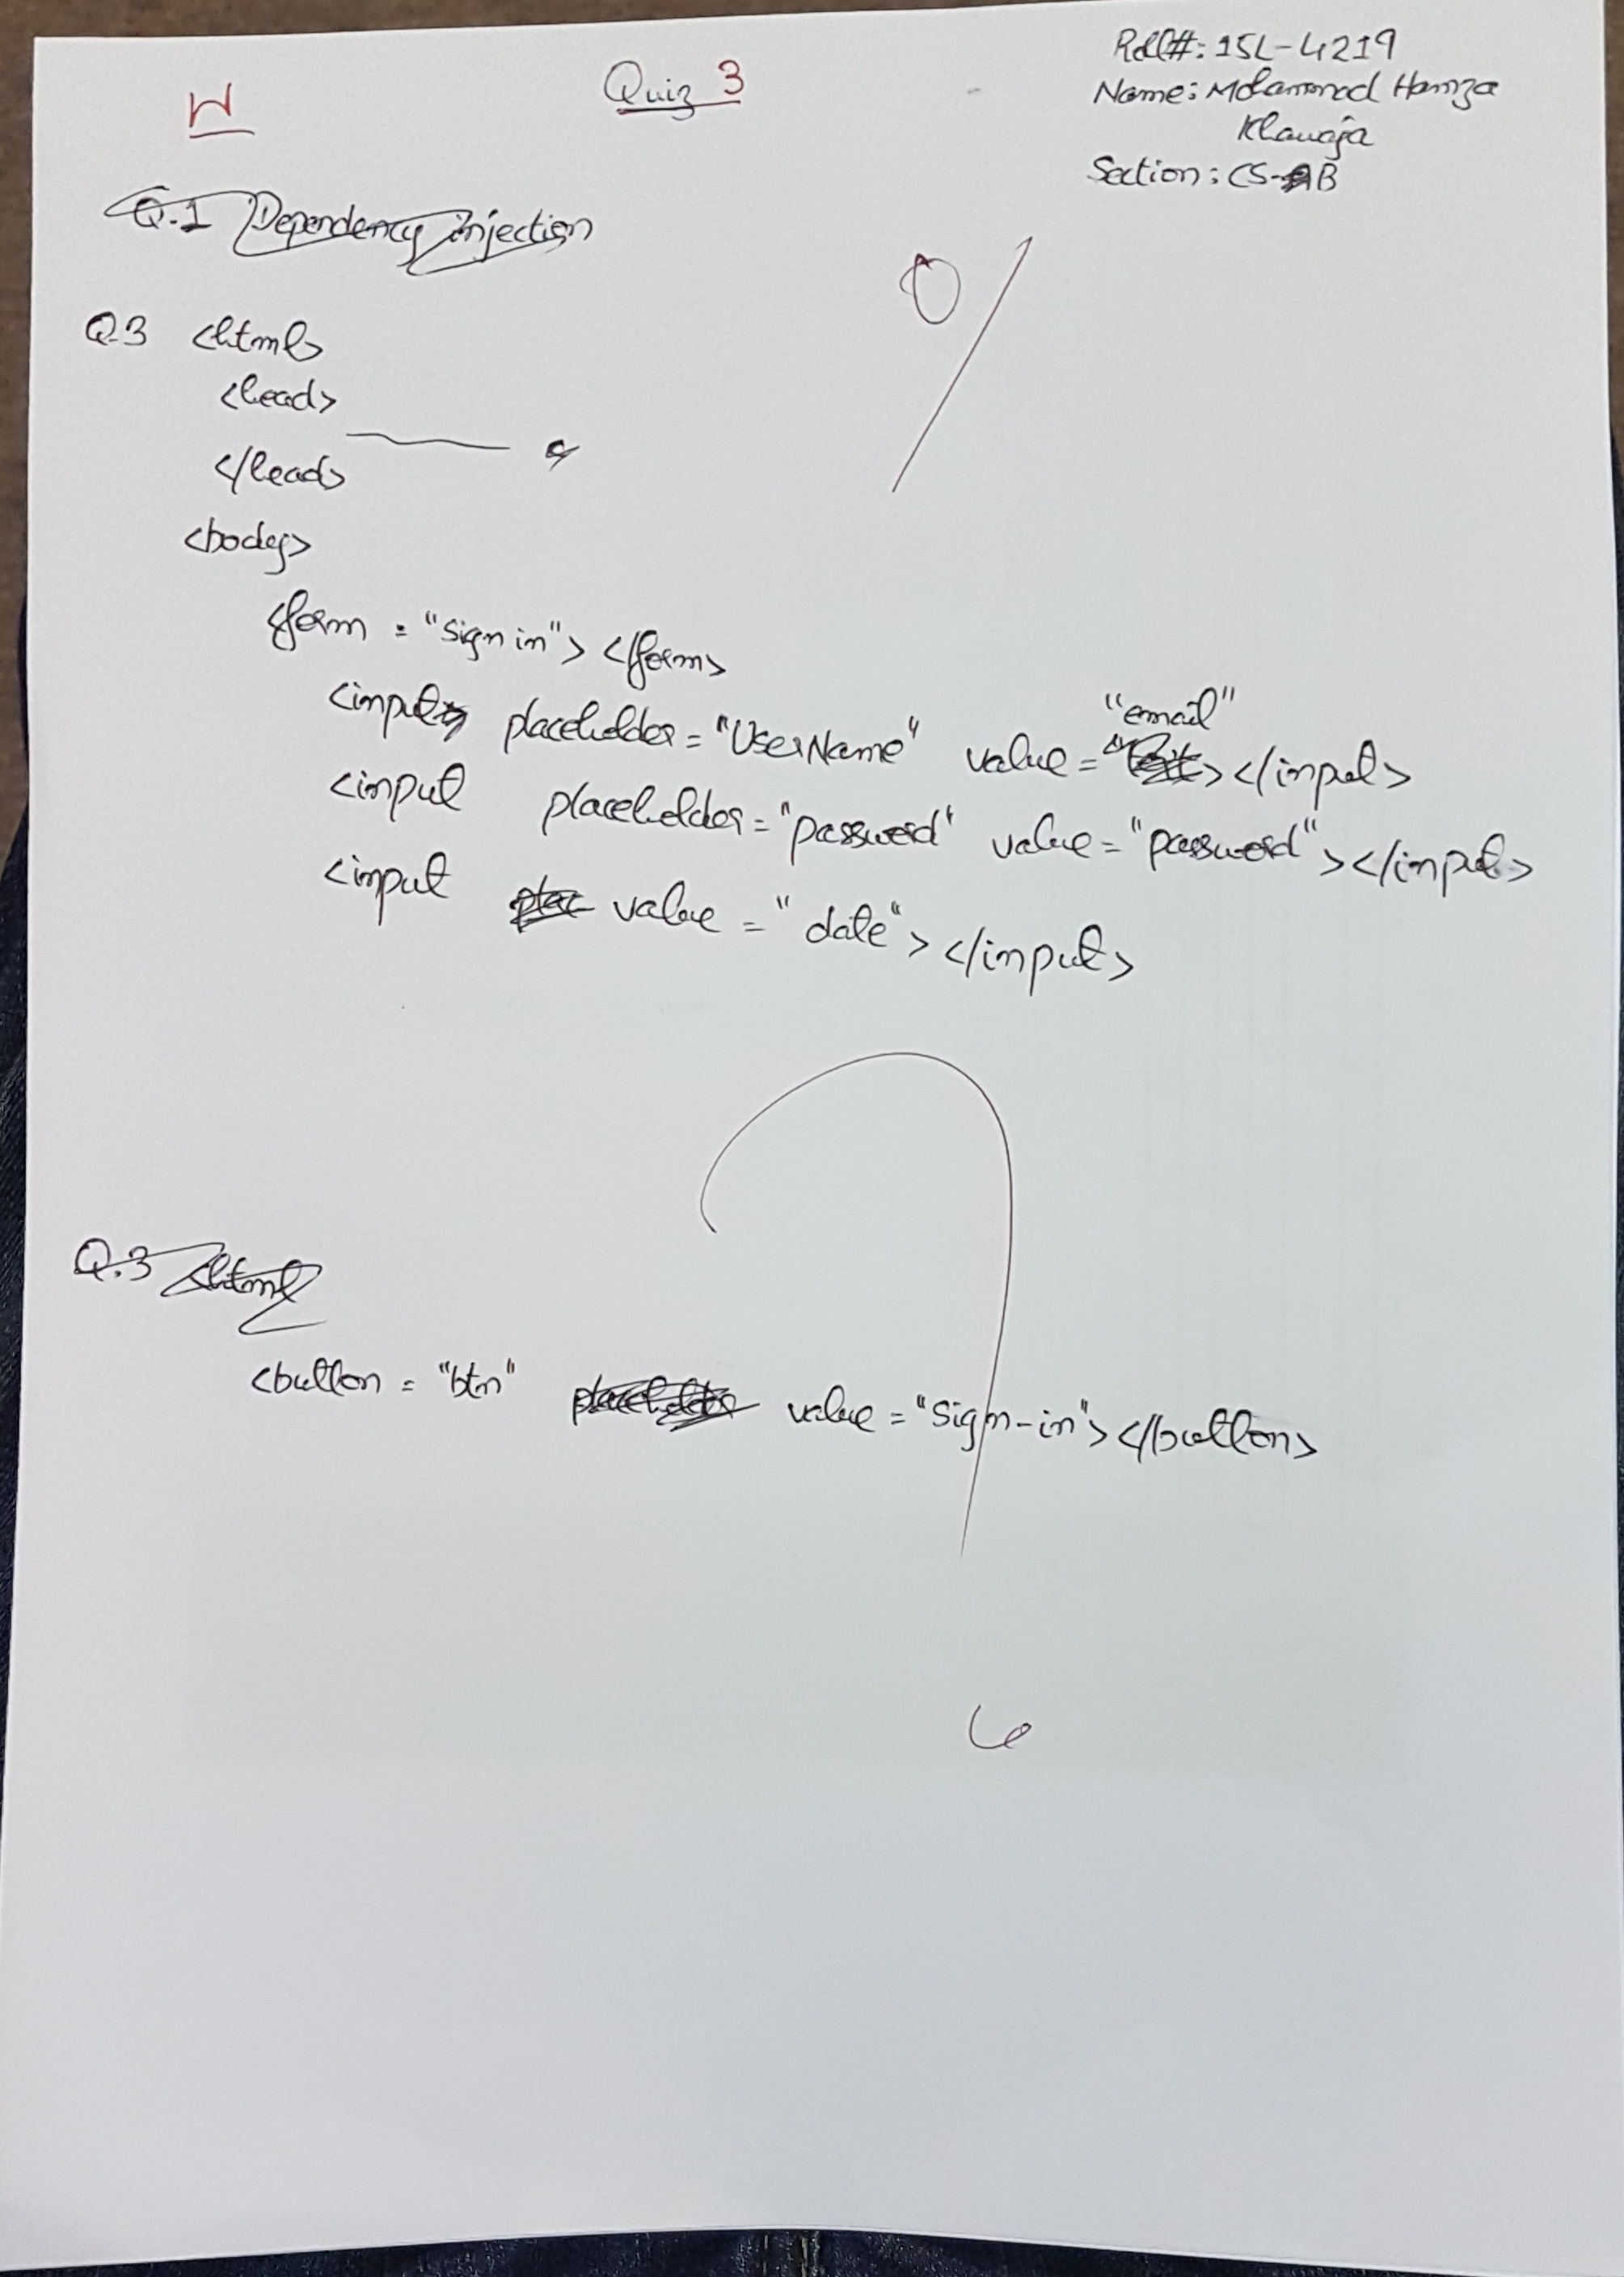 W
Quiz 3
Roll#: 15L-4219
Name: Mohammad Hamza
Khawaja
Section: CS-B
Q.1 Dependency Injection
0/
Q.3 <html>
<head>
</head>
<body>
<form = "Sign in"> </form>
<input placeholder = "UserName" value = "email"></input>
<input placeholder = "password" value = "password"></input>
<input value = "date"></input>
Q.3 <html
<button = "btn" value = "Sign-in"></button>